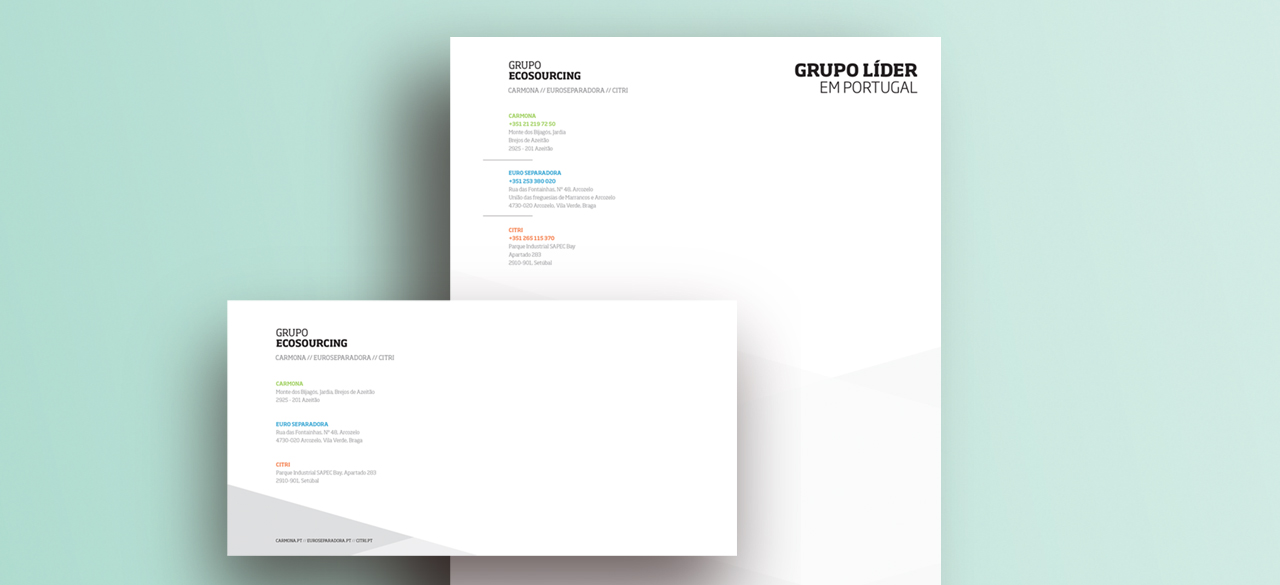 GRUPO
ECOSOURCING
CARMONA // EUROSEPARADORA // CITRI
GRUPO LÍDER
EM PORTUGAL
CARMONA
+351 21 219 72 50
Monte dos Bijagós, Jardia
Brejos de Azeitão
2925 - 201 Azeitão
EURO SEPARADORA
+351 253 380 020
Rua das Fontainhas, Nº 48, Arcozelo
União das freguesias de Marrancos e Arcozelo
4730-020 Arcozelo, Vila Verde, Braga
CITRI
+351 265 115 370
Parque Industrial SAPEC Bay
Apartado 283
2910-901, Setúbal
GRUPO
ECOSOURCING
CARMONA // EUROSEPARADORA // CITRI
CARMONA
Monte dos Bijagós, Jardia, Brejos de Azeitão
2925 - 201 Azeitão
EURO SEPARADORA
Rua das Fontainhas, Nº 48, Arcozelo
4730-020 Arcozelo, Vila Verde, Braga
CITRI
Parque Industrial SAPEC Bay, Apartado 283
2910-901, Setúbal
CARMONA.PT // EUROSEPARADORA.PT // CITRI.PT